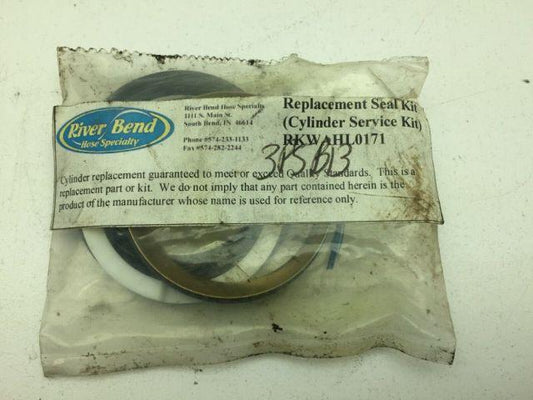 River Bend
Hose Specialty
River Bend Hose Specialty
1111 S. Main St.
South Bend, IN 46614
Phone #574-233-1133
Fax #574-282-2244
Replacement Seal Kit
(Cylinder Service Kit)
RKWAHL0171
Cylinder replacement guaranteed to meet or exceed Quality Standards. This is a
replacement part or kit. We do not imply that any part contained herein is the
product of the manufacturer whose name is used for reference only.